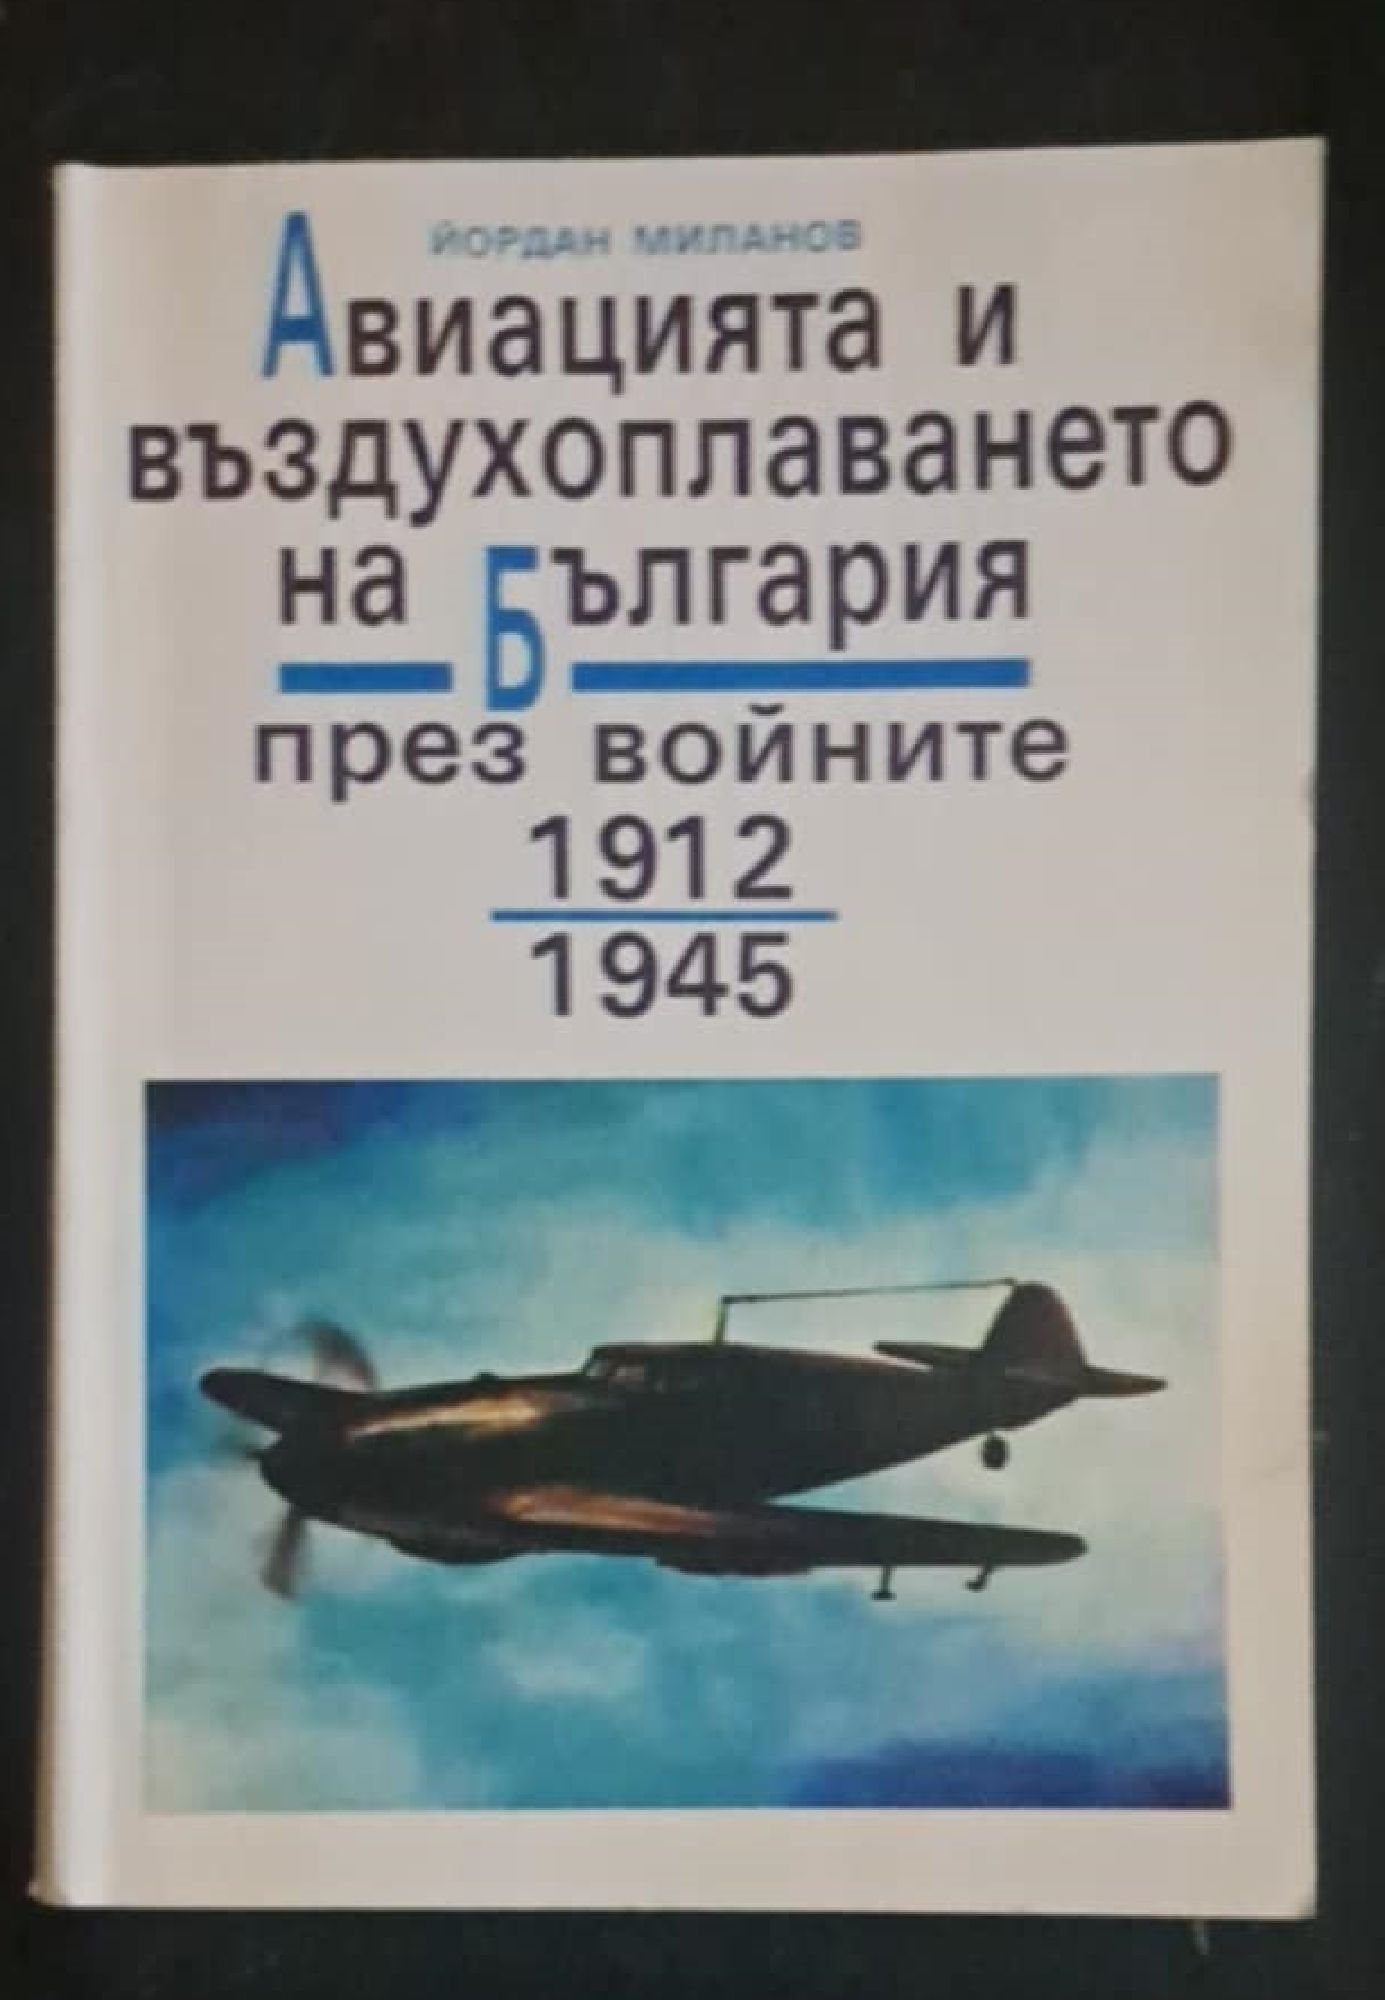 ЙОРДАН МИЛАНОВ
Авиацията и
въздухоплаването
на България
през войните
1912
1945